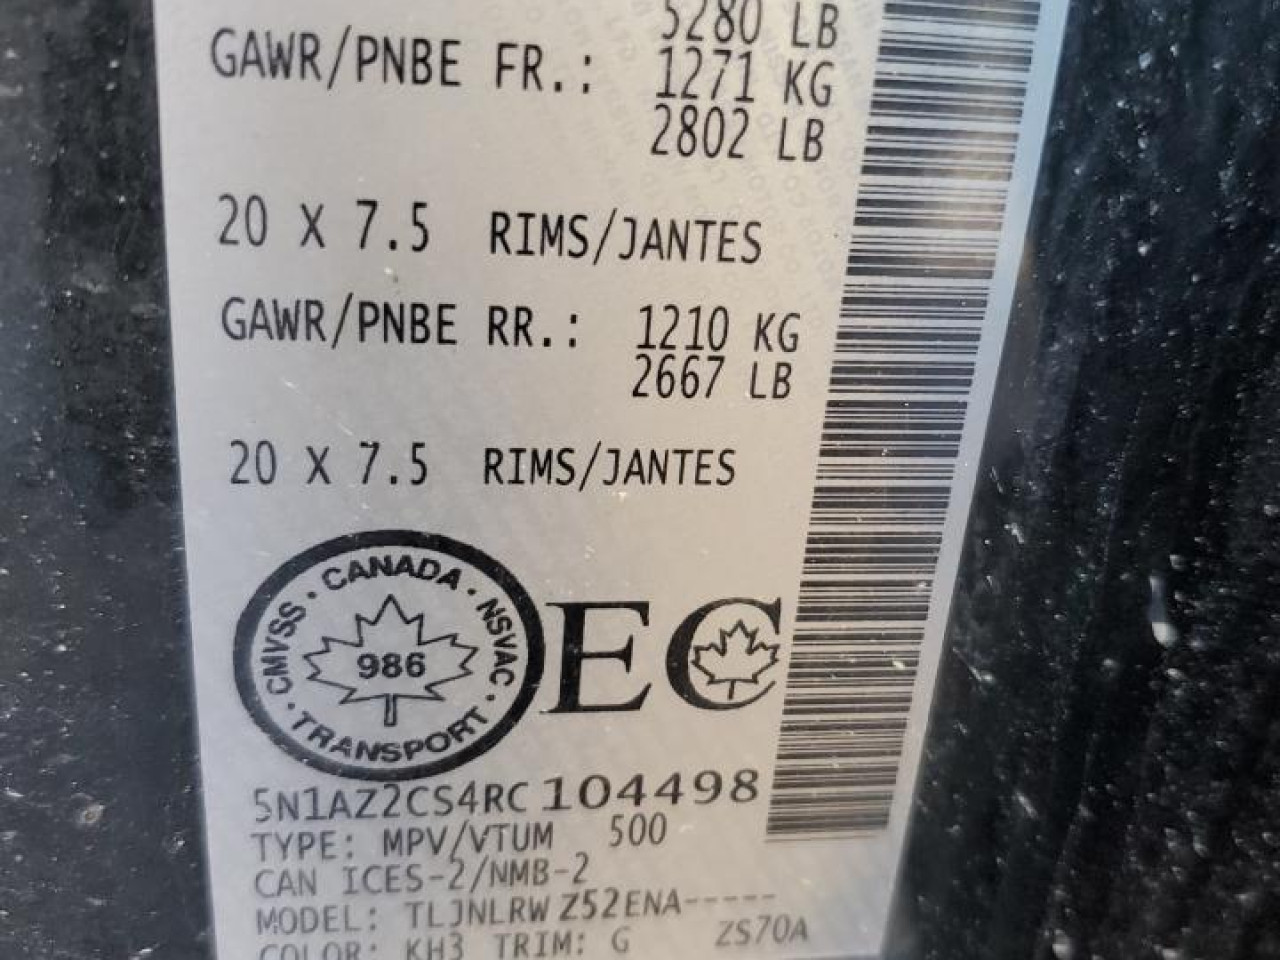 5280 LB
GAWR/PNBE FR.: 1271 KG
2802 LB
20 X 7.5 RIMS/JANTES
GAWR/PNBE RR.: 1210 KG
2667 LB
20 X 7.5 RIMS/JANTES
CANADA · NSVAC · TRANSPORT · CMVSS ·
986
EC
5N1AZ2CS4RC104498
TYPE: MPV/VTUM 500
CAN ICES-2/NMB-2
MODEL: TLJNLRW Z52ENA-----
COLOR: KH3 TRIM: G ZS70A